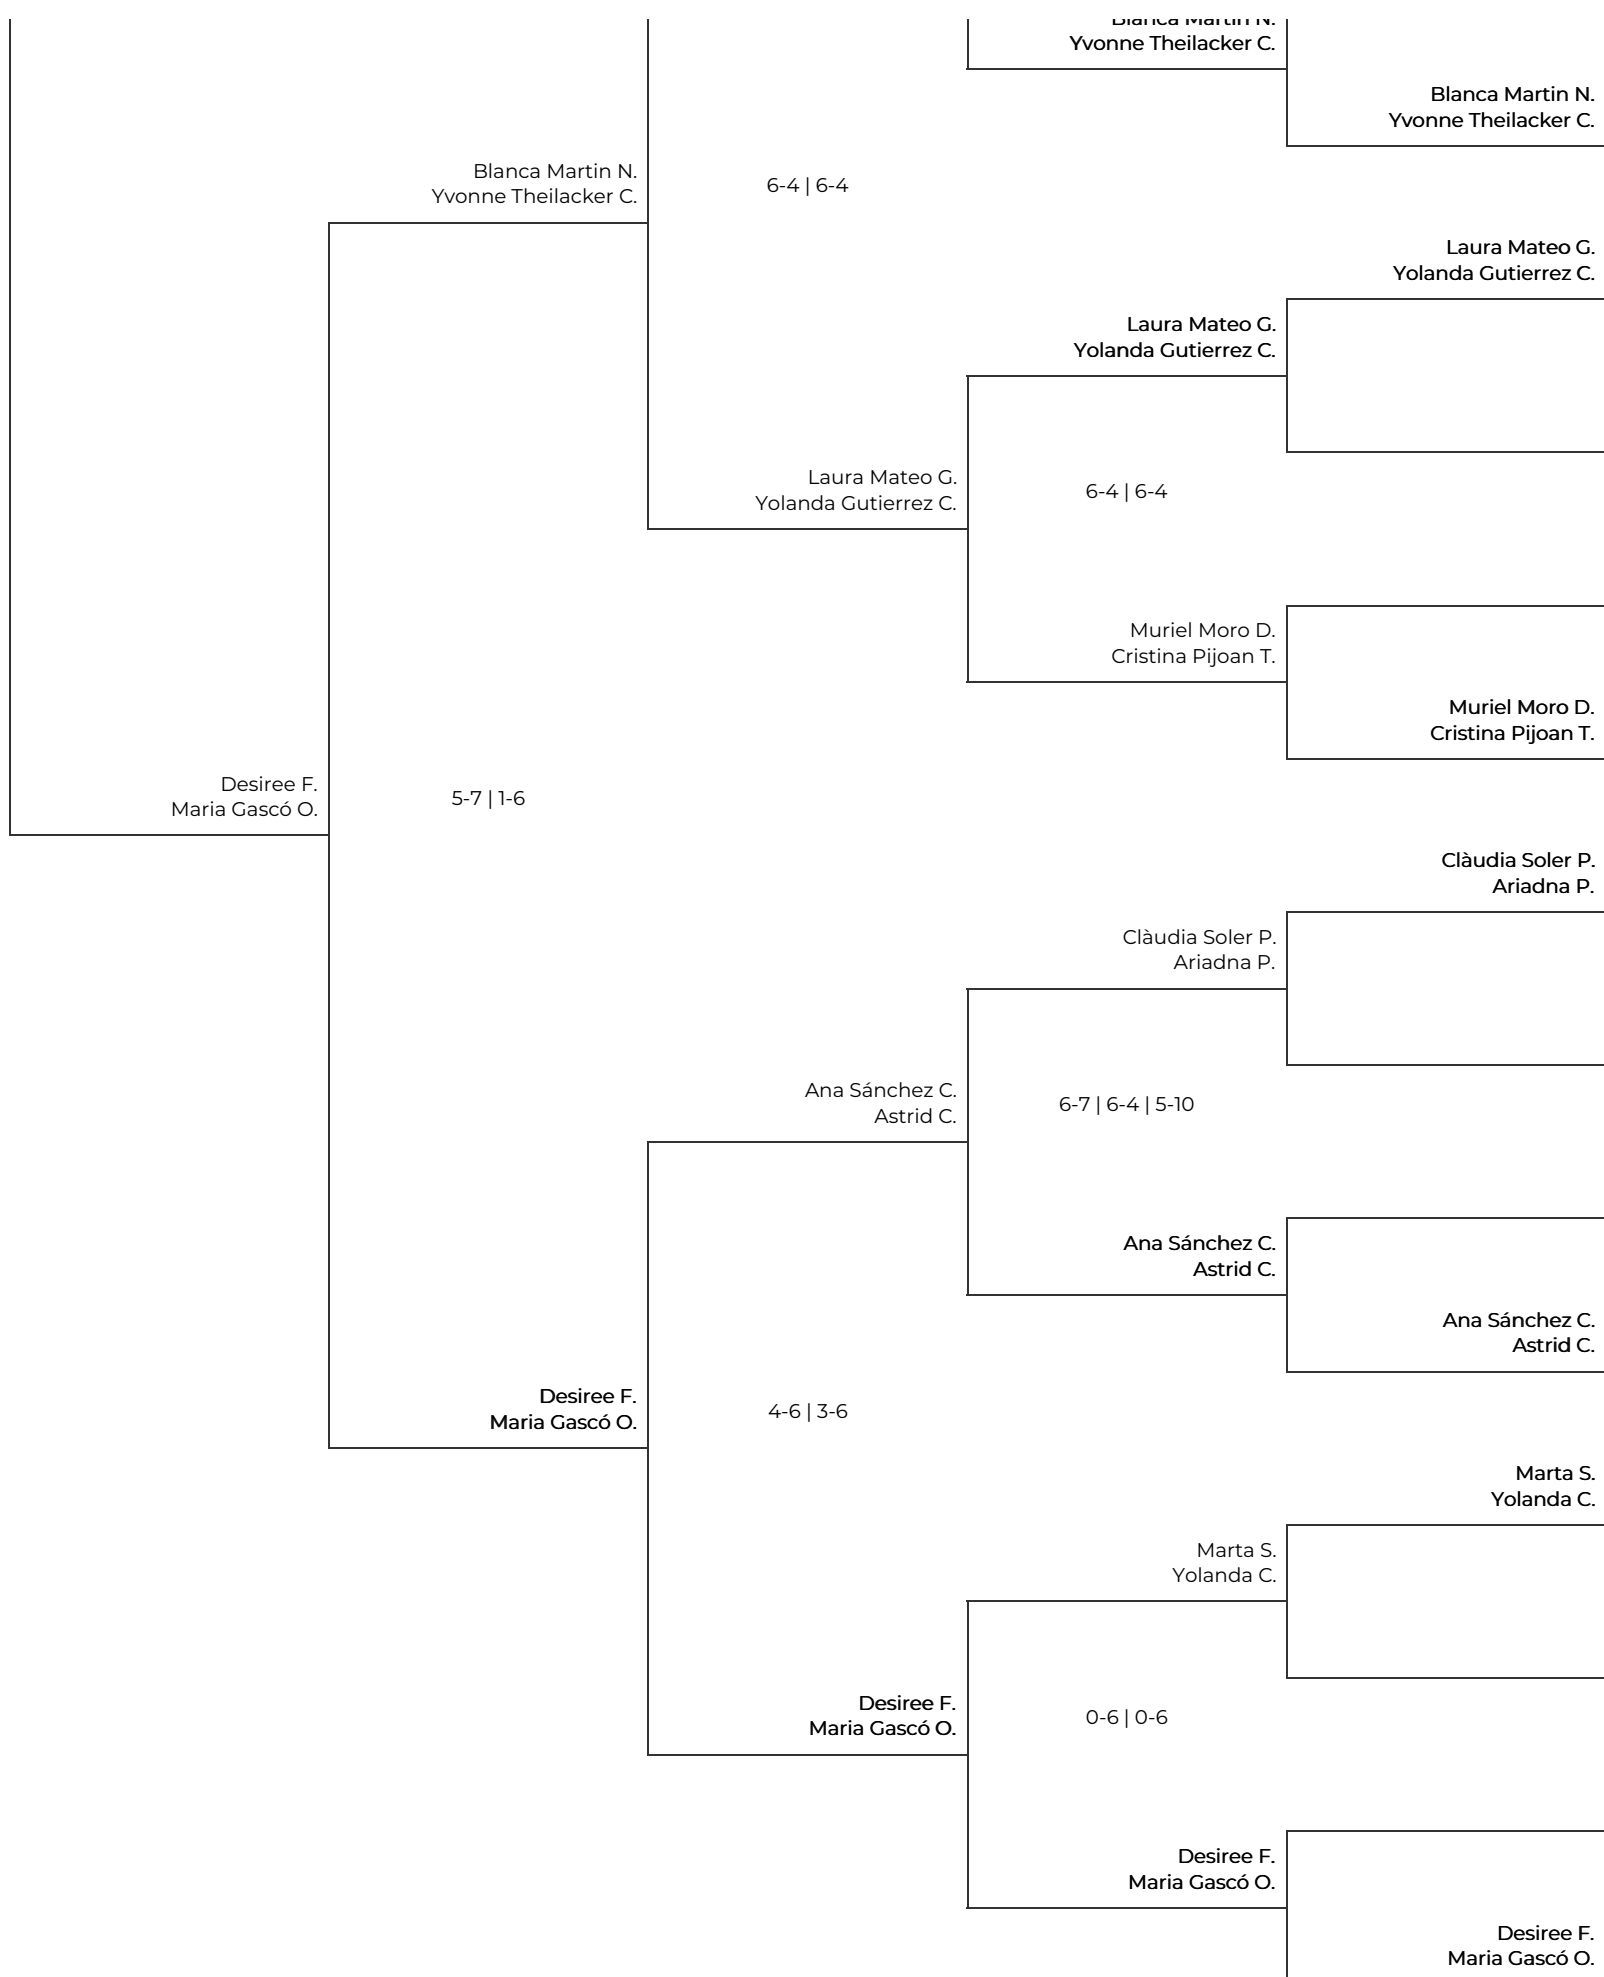 Blanca Martin N.
Yvonne Theilacker C.
Blanca Martin N.
Yvonne Theilacker C.
Blanca Martin N.
Yvonne Theilacker C.
6-4 | 6-4
Laura Mateo G.
Yolanda Gutierrez C.
Laura Mateo G.
Yolanda Gutierrez C.
Laura Mateo G.
Yolanda Gutierrez C.
6-4 | 6-4
Muriel Moro D.
Cristina Pijoan T.
Muriel Moro D.
Cristina Pijoan T.
Desiree F.
Maria Gascó O.
5-7 | 1-6
Clàudia Soler P.
Ariadna P.
Clàudia Soler P.
Ariadna P.
Ana Sánchez C.
Astrid C.
6-7 | 6-4 | 5-10
Ana Sánchez C.
Astrid C.
Ana Sánchez C.
Astrid C.
Desiree F.
Maria Gascó O.
4-6 | 3-6
Marta S.
Yolanda C.
Marta S.
Yolanda C.
Desiree F.
Maria Gascó O.
0-6 | 0-6
Desiree F.
Maria Gascó O.
Desiree F.
Maria Gascó O.